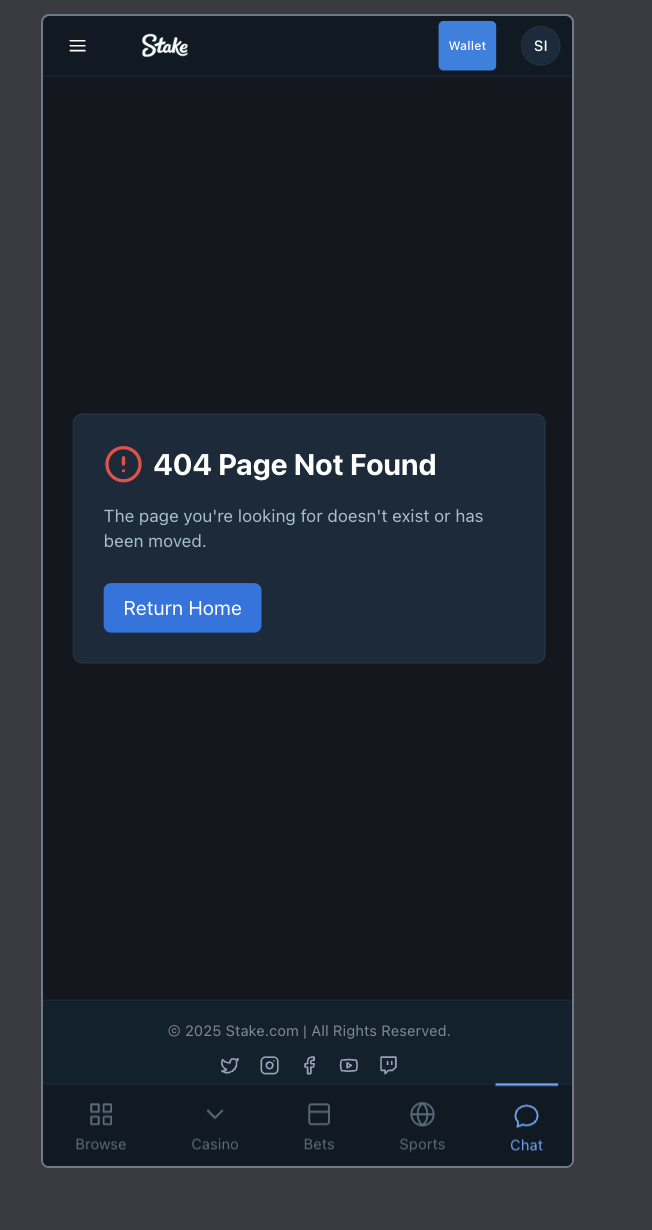 Stake
Wallet
SI
404 Page Not Found
The page you're looking for doesn't exist or has
been moved.
Return Home
© 2025 Stake.com | All Rights Reserved.
Browse
Casino
Bets
Sports
Chat